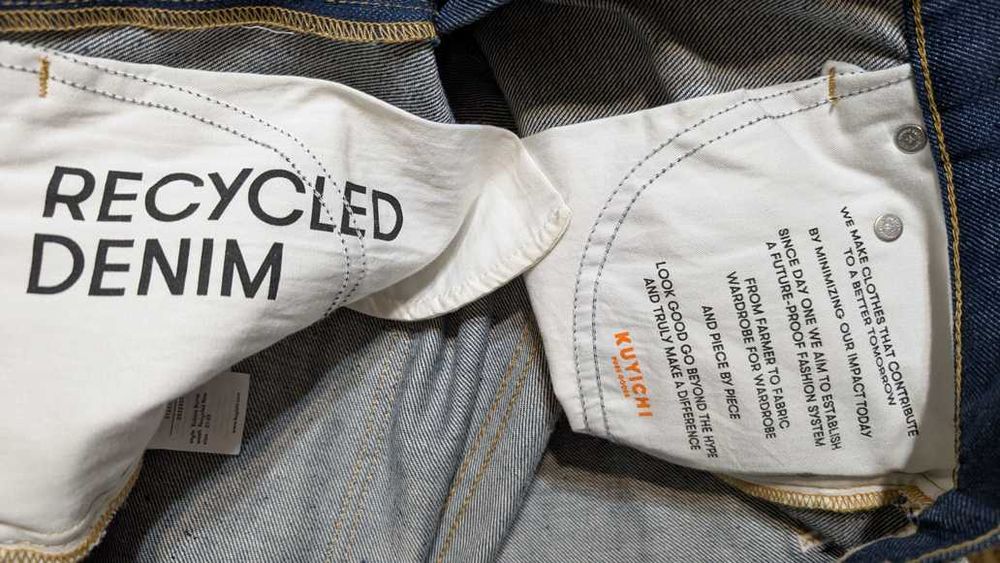 RECYCLED
DENIM
WE MAKE CLOTHES THAT CONTRIBUTE
TO A BETTER TOMORROW
BY MINIMIZING OUR IMPACT TODAY
SINCE DAY ONE WE AIM TO ESTABLISH
A FUTURE-PROOF FASHION SYSTEM
FROM FARMER TO FABRIC
WARDROBE FOR WARDROBE
AND PIECE BY PIECE
LOOK GOOD GO BEYOND THE HYPE
AND TRULY MAKE A DIFFERENCE
KUYICHI
PURE GOODS